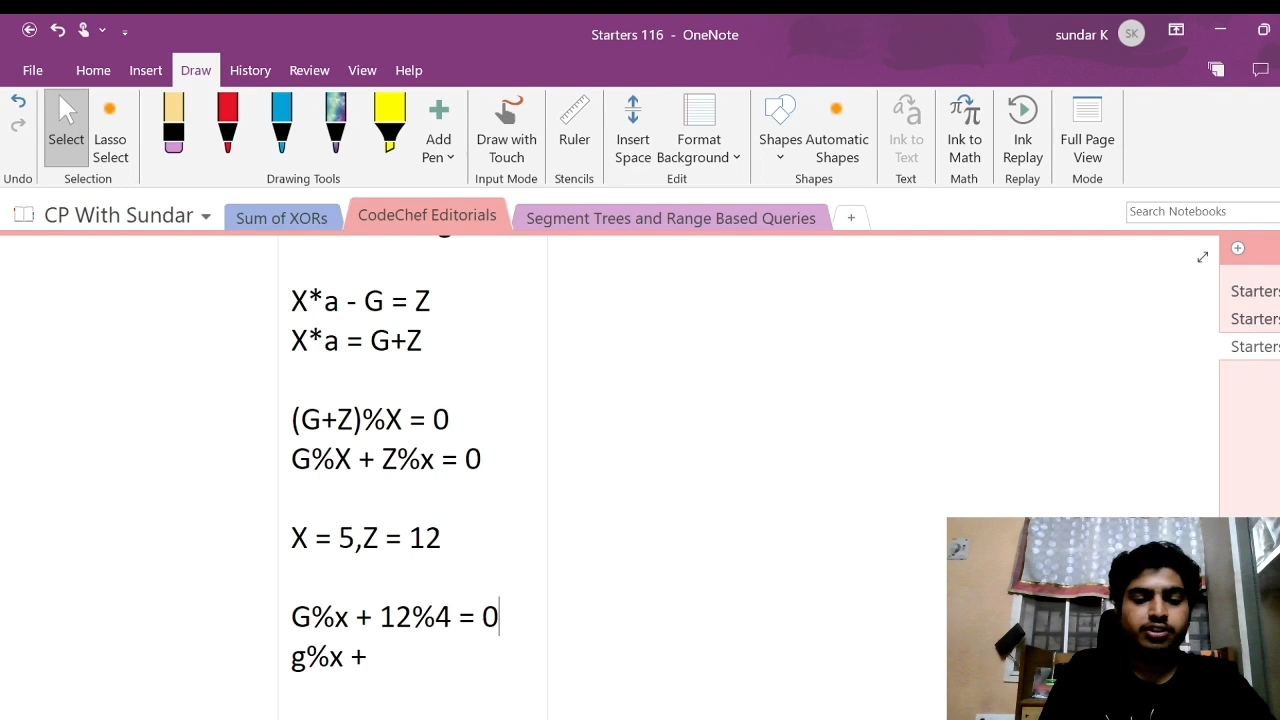 Starters 116 - OneNote
sundar K
SK
File Home Insert Draw History Review View Help
Select
Lasso Select
Add Pen
Draw with Touch
Ruler
Insert Space
Format Background
Shapes
Automatic Shapes
Ink to Text
Ink to Math
Ink Replay
Full Page View
Undo Selection Drawing Tools Input Mode Stencils Edit Shapes Text Math Replay Mode
CP With Sundar
Sum of XORs
CodeChef Editorials
Segment Trees and Range Based Queries
Search Notebooks
X*a - G = Z
X*a = G+Z
(G+Z)%X = 0
G%X + Z%x = 0
X = 5,Z = 12
G%x + 12%4 = 0
g%x +
Starters
Starters
Starters